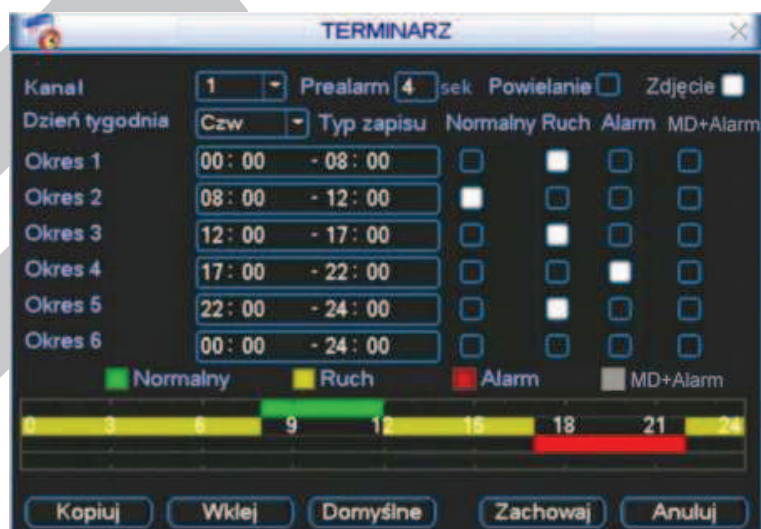 TERMINARZ
Kanał 1 Prealarm 4 sek Powielanie Zdjęcie
Dzień tygodnia Czw Typ zapisu Normalny Ruch Alarm MD+Alarm
Okres 1 00:00 - 08:00
Okres 2 08:00 - 12:00
Okres 3 12:00 - 17:00
Okres 4 17:00 - 22:00
Okres 5 22:00 - 24:00
Okres 6 00:00 - 24:00
Normalny Ruch Alarm MD+Alarm
0 3 6 9 12 15 18 21 24
Kopiuj Wklej Domyślne Zachowaj Anuluj